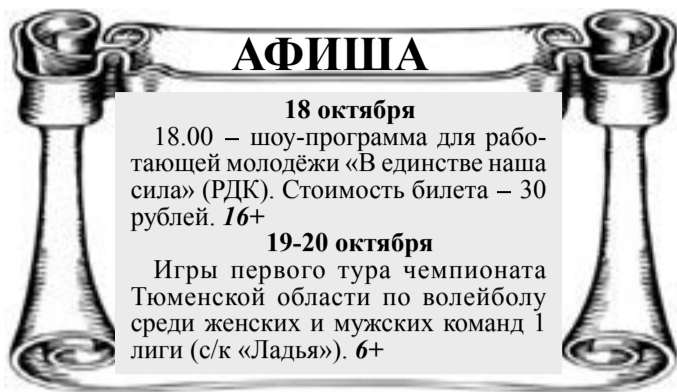 АФИША
18 октября
18.00 – шоу-программа для рабо-
тающей молодёжи «В единстве наша
сила» (РДК). Стоимость билета – 30
рублей. 16+
19-20 октября
Игры первого тура чемпионата
Тюменской области по волейболу
среди женских и мужских команд 1
лиги (с/к «Ладья»). 6+